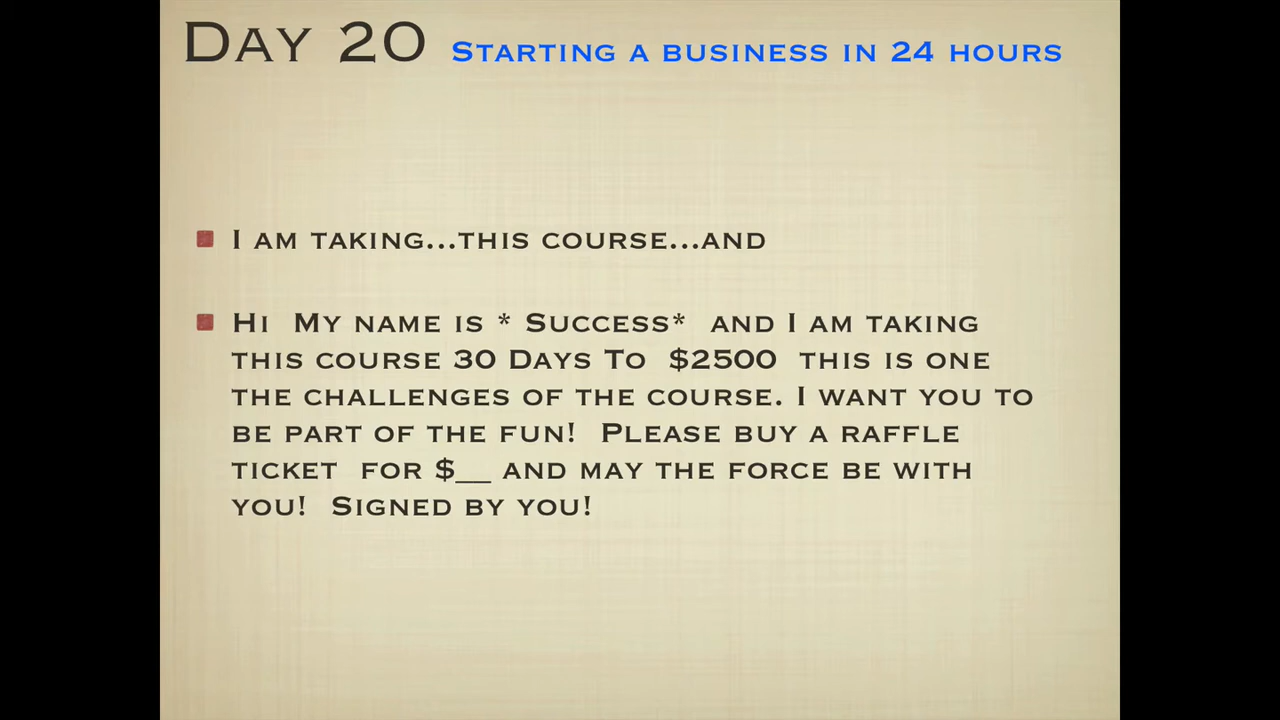 Day 20 Starting a business in 24 hours
I am taking...this course...and
Hi My name is * Success* and I am taking
this course 30 Days To $2500 this is one
the challenges of the course. I want you to
be part of the fun! Please buy a raffle
ticket for $__ and may the force be with
you! Signed by you!